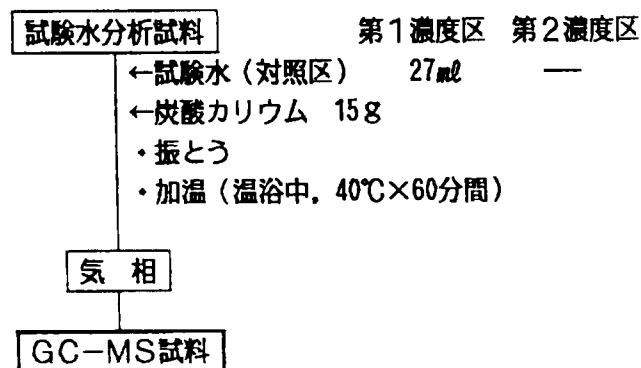 試験水分析試料 第1濃度区 第2濃度区
←試験水(対照区) 27ml —
←炭酸カリウム 15g
・振とう
・加温(温浴中,40℃×60分間)
気 相
GC-MS試料